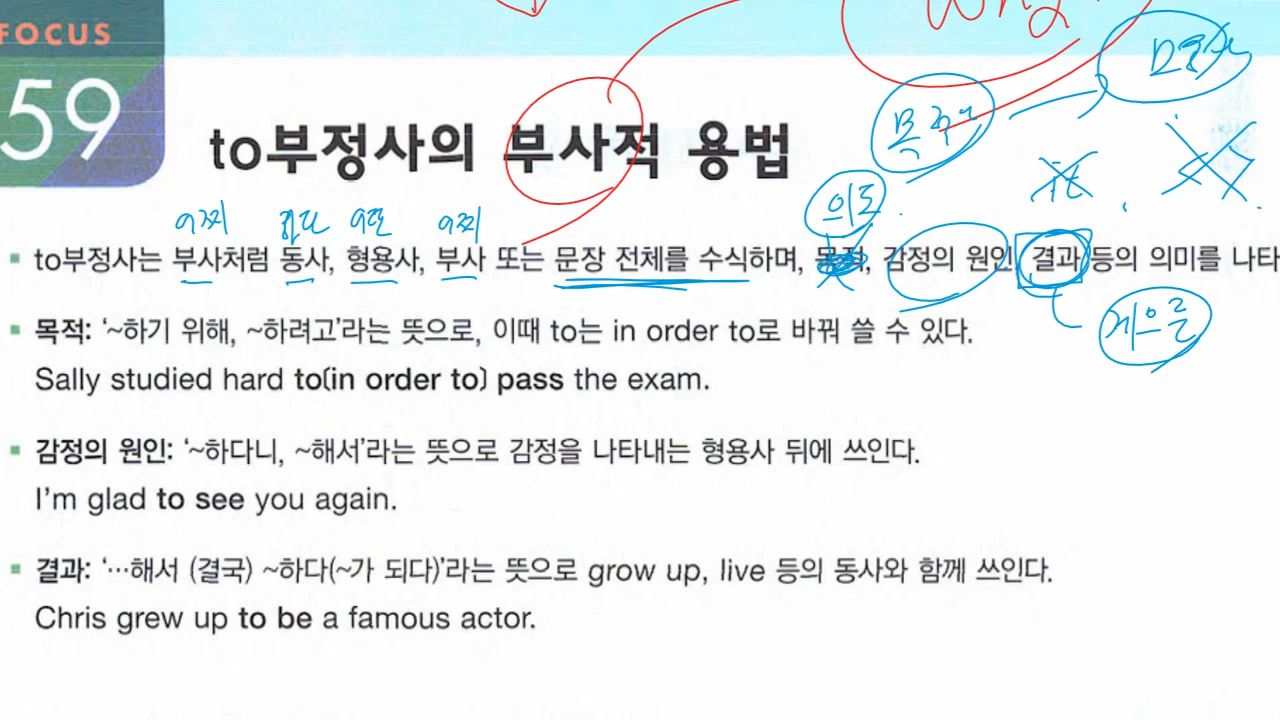 Why
FOCUS
59
to부정사의 부사적 용법
목적
it
의도
어찌 어찌
to부정사는 부사처럼 동사, 형용사, 부사 또는 문장 전체를 수식하며, 목적, 감정의 원인, 결과 등의 의미를 나타
게으른
목적: ‘~하기 위해, ~하려고’라는 뜻으로, 이때 to는 in order to로 바꿔 쓸 수 있다.
Sally studied hard to(in order to) pass the exam.
감정의 원인: ‘~하다니, ~해서’라는 뜻으로 감정을 나타내는 형용사 뒤에 쓰인다.
I’m glad to see you again.
결과: ‘…해서 (결국) ~하다(~가 되다)’라는 뜻으로 grow up, live 등의 동사와 함께 쓰인다.
Chris grew up to be a famous actor.